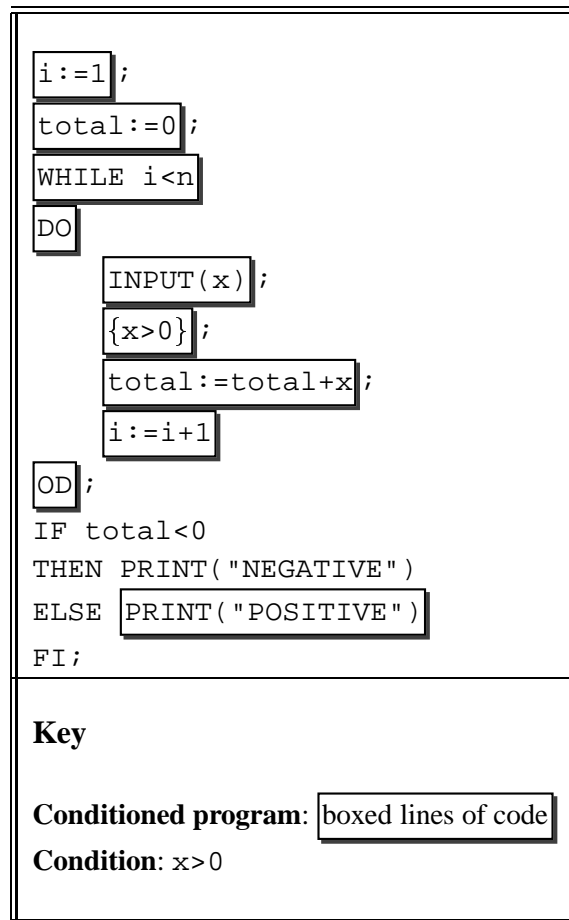 i:=1;
total:=0;
WHILE i<n
DO
INPUT(x);
{x>0};
total:=total+x;
i:=i+1
OD;
IF total<0
THEN PRINT("NEGATIVE")
ELSE PRINT("POSITIVE")
FI;
Key
Conditioned program: boxed lines of code
Condition: x>0